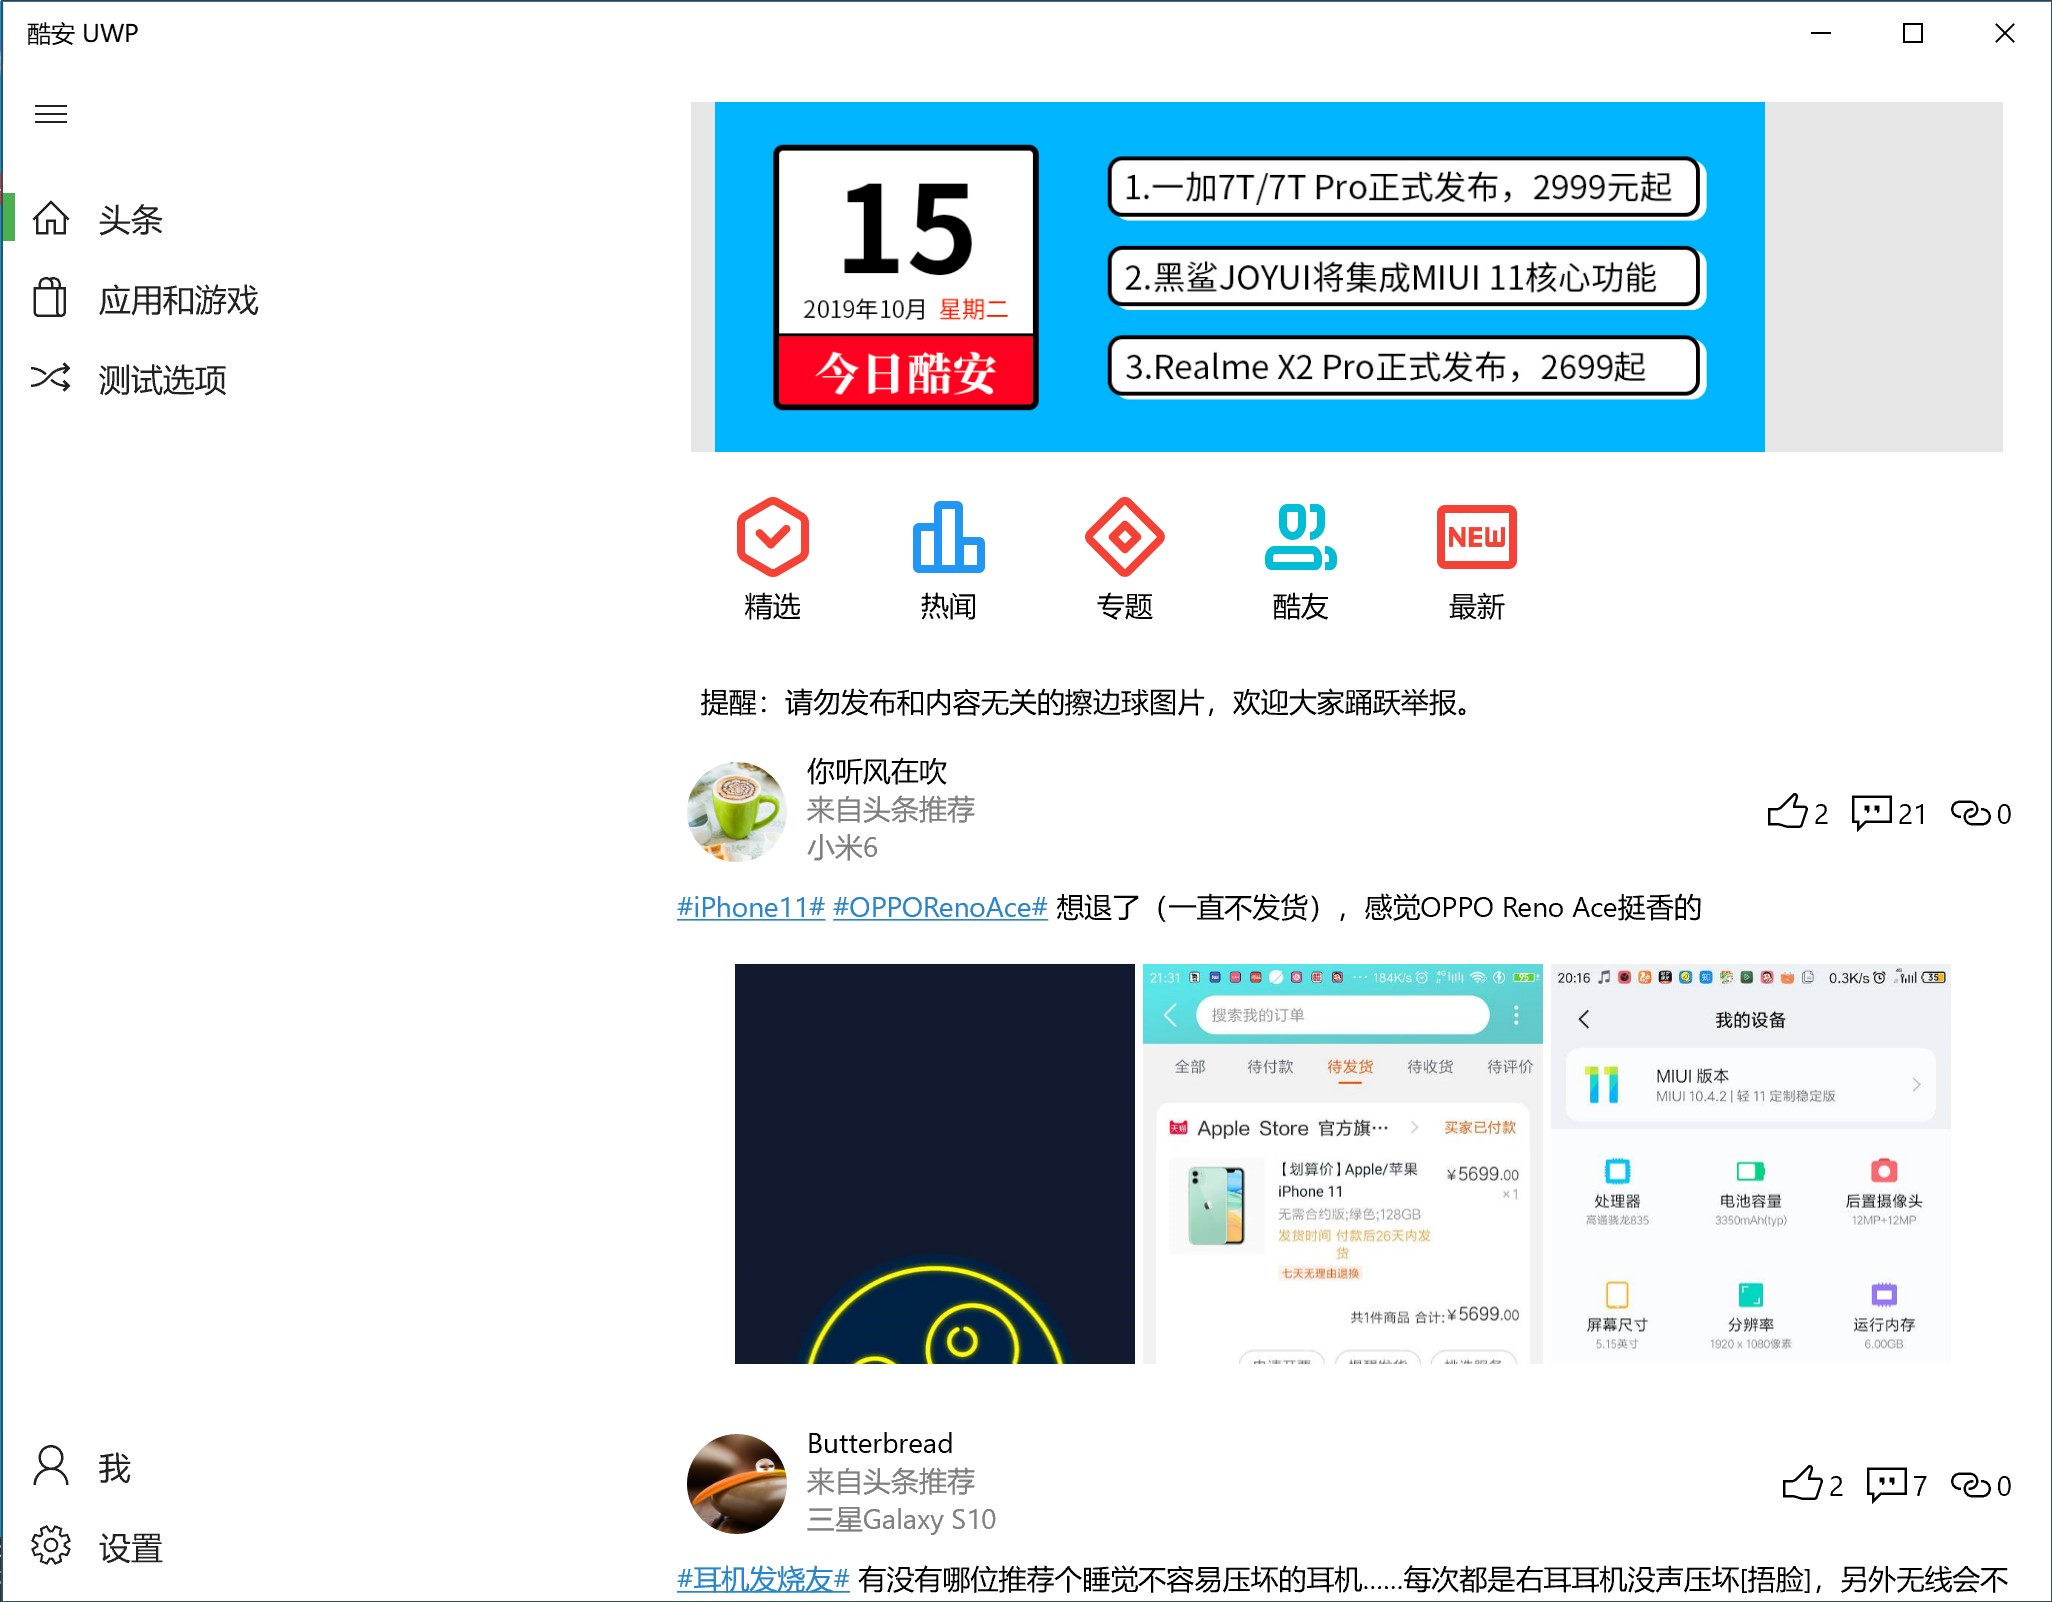 酷安 UWP
头条
应用和游戏
测试选项
15
2019年10月 星期二
今日酷安
1.一加7T/7T Pro正式发布，2999元起
2.黑鲨JOYUI将集成MIUI 11核心功能
3.Realme X2 Pro正式发布，2699起
NEW
精选 热闻 专题 酷友 最新
提醒：请勿发布和内容无关的擦边球图片，欢迎大家踊跃举报。
你听风在吹
来自头条推荐
小米6
2 21 0
#iPhone11# #OPPORenoAce# 想退了（一直不发货），感觉OPPO Reno Ace挺香的
21:31 184K/s 95
搜索我的订单
全部 待付款 待发货 待收货 待评价
天猫 Apple Store 官方旗··· 买家已付款
【划算价】Apple/苹果 ¥5699.00
iPhone 11 ×1
无需合约版;绿色;128GB
发货时间 付款后26天内发
货
七天无理由退换
共1件商品 合计:¥5699.00
20:16 0.3K/s 35
我的设备
11
MIUI 版本
MIUI 10.4.2 | 轻 11 定制稳定版
处理器 电池容量 后置摄像头
高通骁龙835 3350mAh(typ) 12MP+12MP
屏幕尺寸 分辨率 运行内存
5.15英寸 1920 x 1080像素 6.00GB
Butterbread
来自头条推荐
三星Galaxy S10
2 7 0
#耳机发烧友# 有没有哪位推荐个睡觉不容易压坏的耳机......每次都是右耳耳机没声压坏[捂脸]，另外无线会不
我
设置